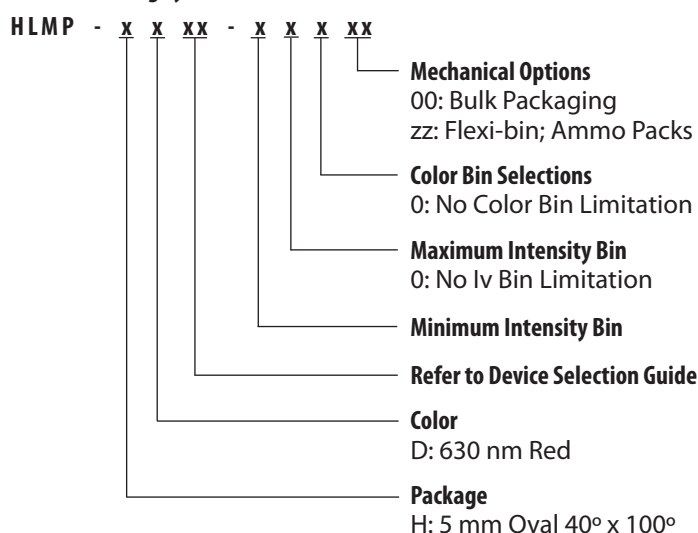 HLMP - x x xx - x x x xx
Mechanical Options
00: Bulk Packaging
zz: Flexi-bin; Ammo Packs
Color Bin Selections
0: No Color Bin Limitation
Maximum Intensity Bin
0: No Iv Bin Limitation
Minimum Intensity Bin
Refer to Device Selection Guide
Color
D: 630 nm Red
Package
H: 5 mm Oval 40º x 100º